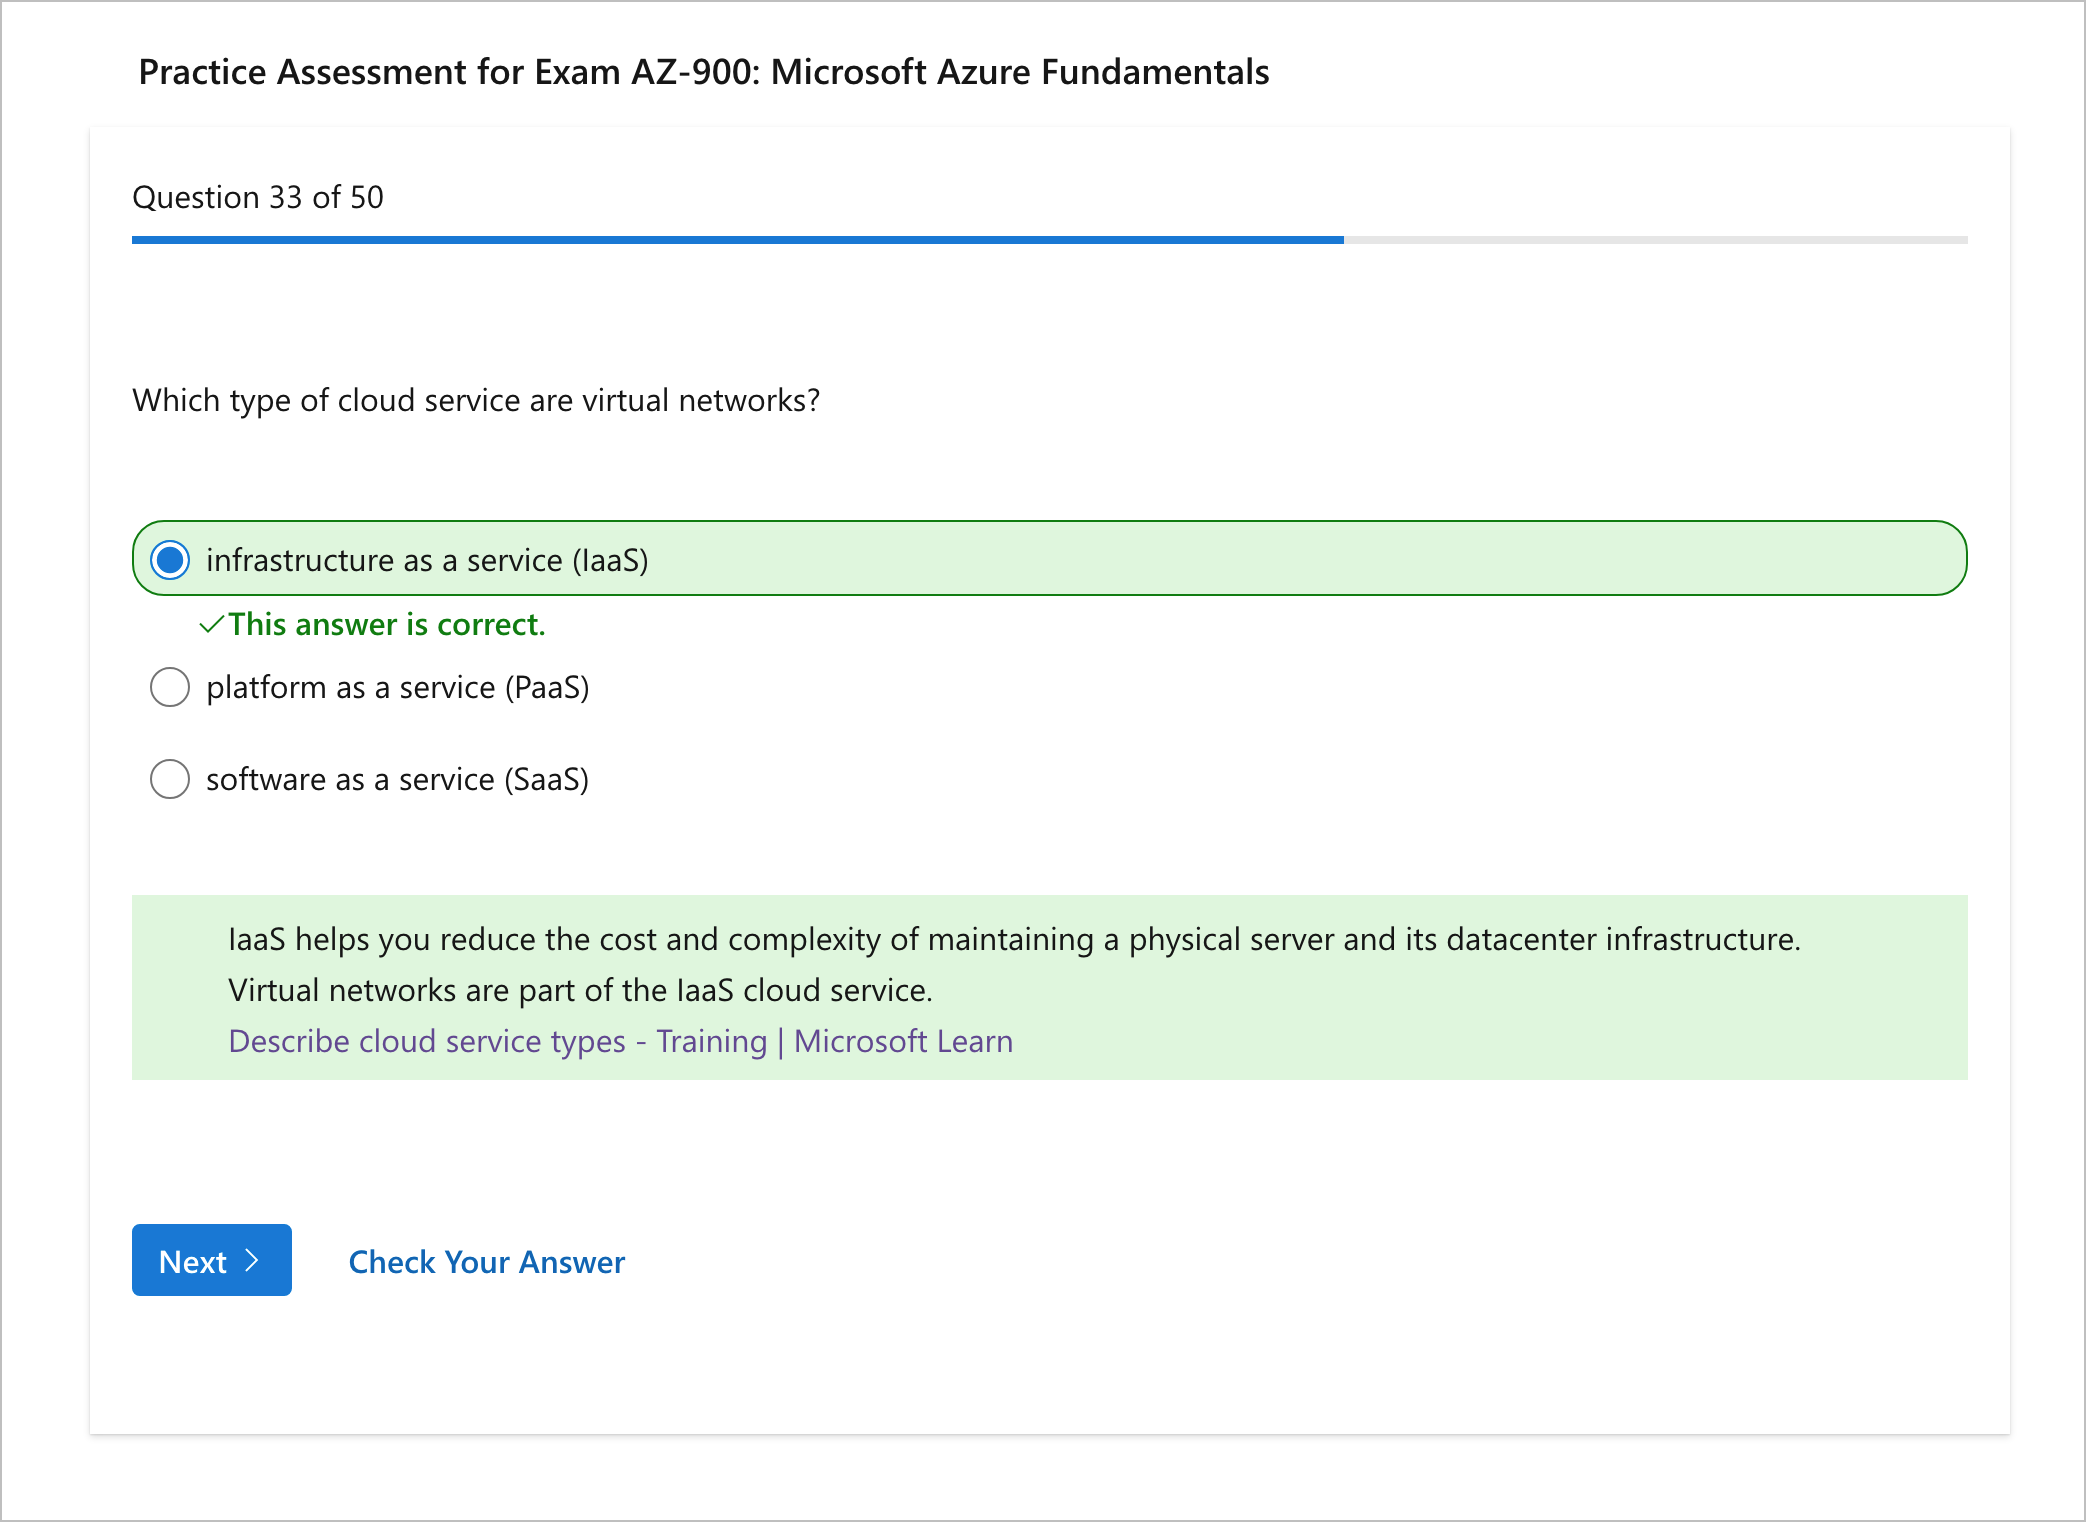 Practice Assessment for Exam AZ-900: Microsoft Azure Fundamentals
Question 33 of 50
Which type of cloud service are virtual networks?
infrastructure as a service (IaaS)
This answer is correct.
platform as a service (PaaS)
software as a service (SaaS)
IaaS helps you reduce the cost and complexity of maintaining a physical server and its datacenter infrastructure.
Virtual networks are part of the IaaS cloud service.
Describe cloud service types - Training | Microsoft Learn
Next
Check Your Answer